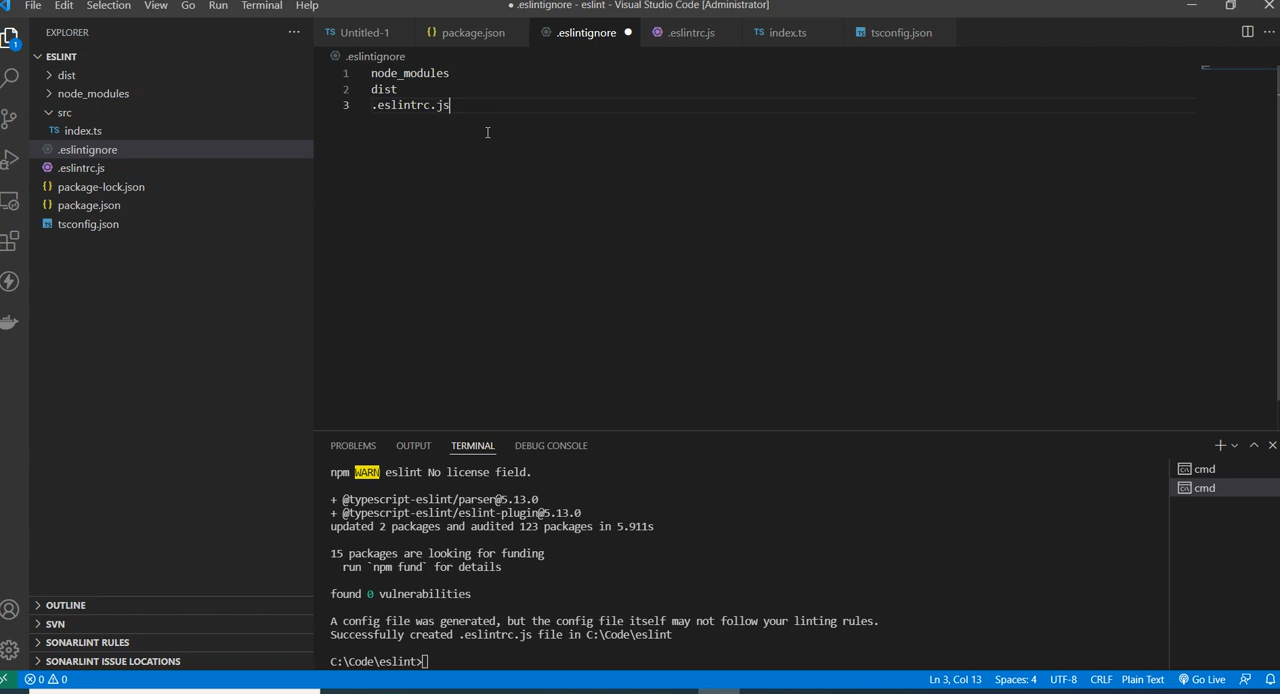 File Edit Selection View Go Run Terminal Help
● .eslintignore - eslint - Visual Studio Code [Administrator]
EXPLORER
1
ESLINT
dist
node_modules
src
TS index.ts
.eslintignore
.eslintrc.js
{} package-lock.json
{} package.json
TS tsconfig.json
OUTLINE
SVN
SONARLINT RULES
SONARLINT ISSUE LOCATIONS
TS Untitled-1
{} package.json
.eslintignore
.eslintrc.js
TS index.ts
TS tsconfig.json
.eslintignore
1 node_modules
2 dist
3 .eslintrc.js
PROBLEMS OUTPUT TERMINAL DEBUG CONSOLE
npm WARN eslint No license field.
+ @typescript-eslint/parser@5.13.0
+ @typescript-eslint/eslint-plugin@5.13.0
updated 2 packages and audited 123 packages in 5.911s
15 packages are looking for funding
run `npm fund` for details
found 0 vulnerabilities
A config file was generated, but the config file itself may not follow your linting rules.
Successfully created .eslintrc.js file in C:\Code\eslint
C:\Code\eslint>
cmd
cmd
0 0
Ln 3, Col 13 Spaces: 4 UTF-8 CRLF Plain Text Go Live